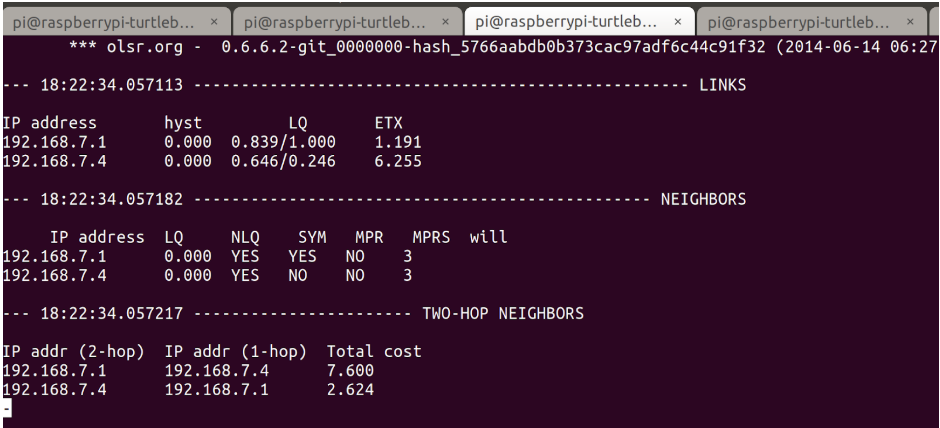 pi@raspberrypi-turtleb... × pi@raspberrypi-turtleb... × pi@raspberrypi-turtleb... × pi@raspberrypi-turtleb... ×
*** olsr.org - 0.6.6.2-git_0000000-hash_5766aabdb0b373cac97adf6c44c91f32 (2014-06-14 06:27
--- 18:22:34.057113 ---------------------------------------------------- LINKS
IP address hyst LQ ETX
192.168.7.1 0.000 0.839/1.000 1.191
192.168.7.4 0.000 0.646/0.246 6.255
--- 18:22:34.057182 ------------------------------------------------ NEIGHBORS
IP address LQ NLQ SYM MPR MPRS will
192.168.7.1 0.000 YES YES NO 3
192.168.7.4 0.000 YES NO NO 3
--- 18:22:34.057217 ----------------------- TWO-HOP NEIGHBORS
IP addr (2-hop) IP addr (1-hop) Total cost
192.168.7.1 192.168.7.4 7.600
192.168.7.4 192.168.7.1 2.624